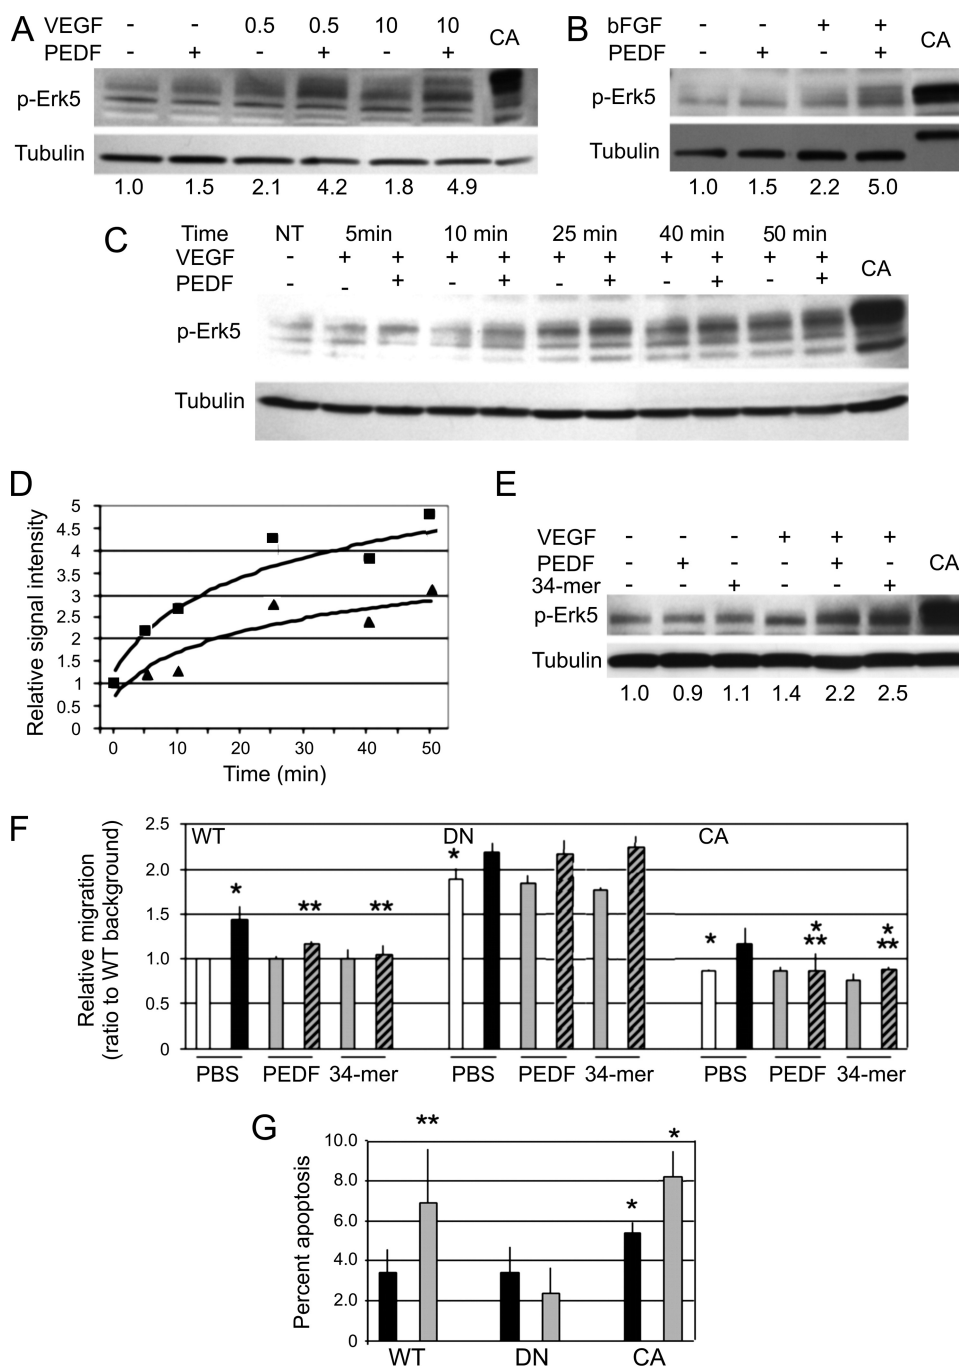 A
VEGF - - 0.5 0.5 10 10 CA
PEDF - + - + - +
p-Erk5
Tubulin
1.0 1.5 2.1 4.2 1.8 4.9
B
bFGF - - + + CA
PEDF - + - +
p-Erk5
Tubulin
1.0 1.5 2.2 5.0
C
Time NT 5min 10 min 25 min 40 min 50 min
VEGF - + + + + + + + + + + CA
PEDF - - + - + - + - + - +
p-Erk5
Tubulin
D
Relative signal intensity
5
4.5
4
3.5
3
2.5
2
1.5
1
0.5
0
0 10 20 30 40 50
Time (min)
E
VEGF - - - + + +
PEDF - + - - + - CA
34-mer - - + - - +
p-Erk5
Tubulin
1.0 0.9 1.1 1.4 2.2 2.5
F
Relative migration
(ratio to WT background)
2.5
2.0
1.5
1.0
0.5
0
WT DN CA
* ** ** * * * ** * **
PBS PEDF 34-mer PBS PEDF 34-mer PBS PEDF 34-mer
G
Percent apoptosis
10.0
8.0
6.0
4.0
2.0
0
** * *
WT DN CA